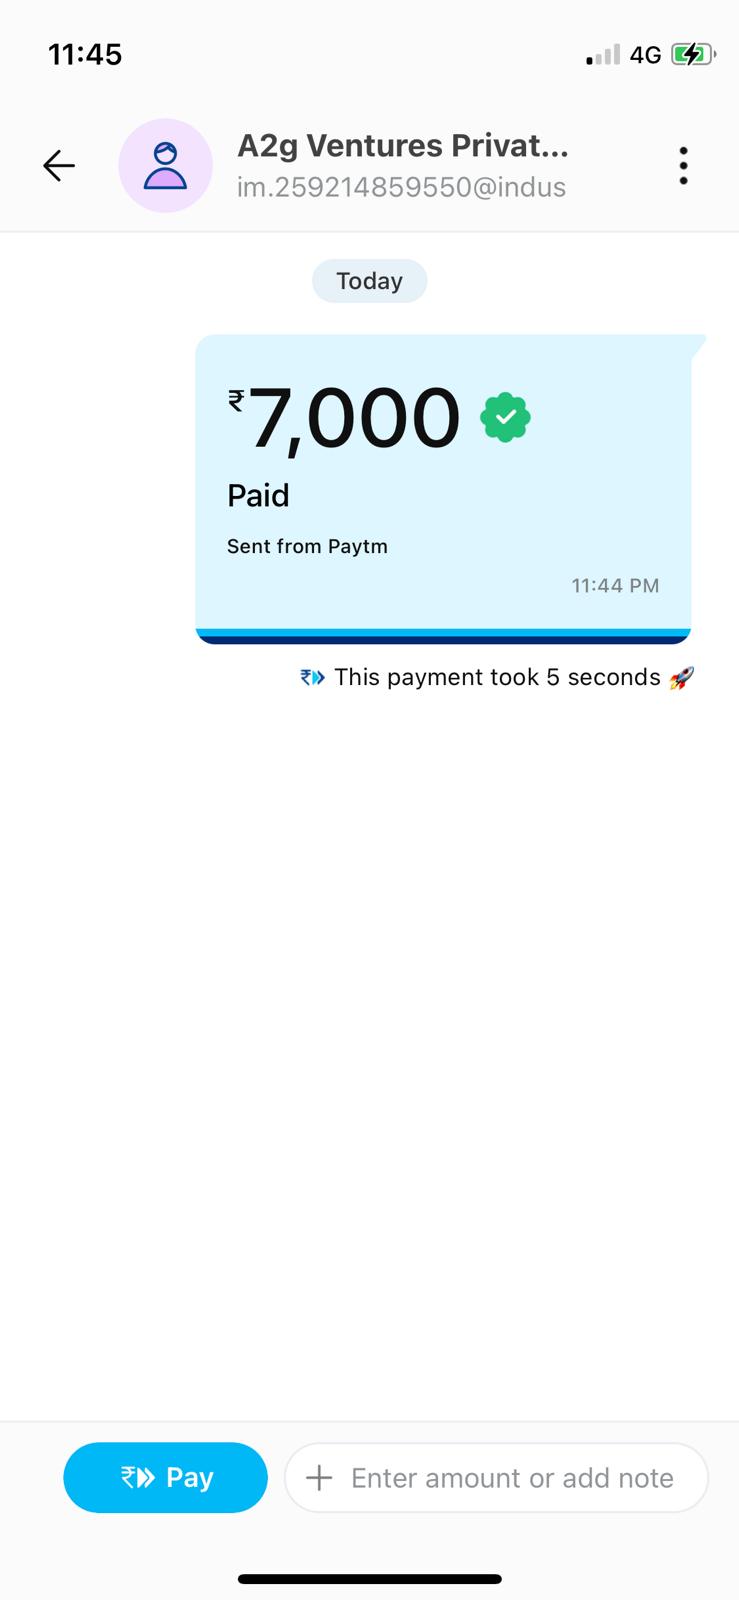 11:45
4G
A2g Ventures Privat...
im.259214859550@indus
Today
₹7,000
Paid
Sent from Paytm
11:44 PM
₹ This payment took 5 seconds 🚀
₹ Pay
+ Enter amount or add note